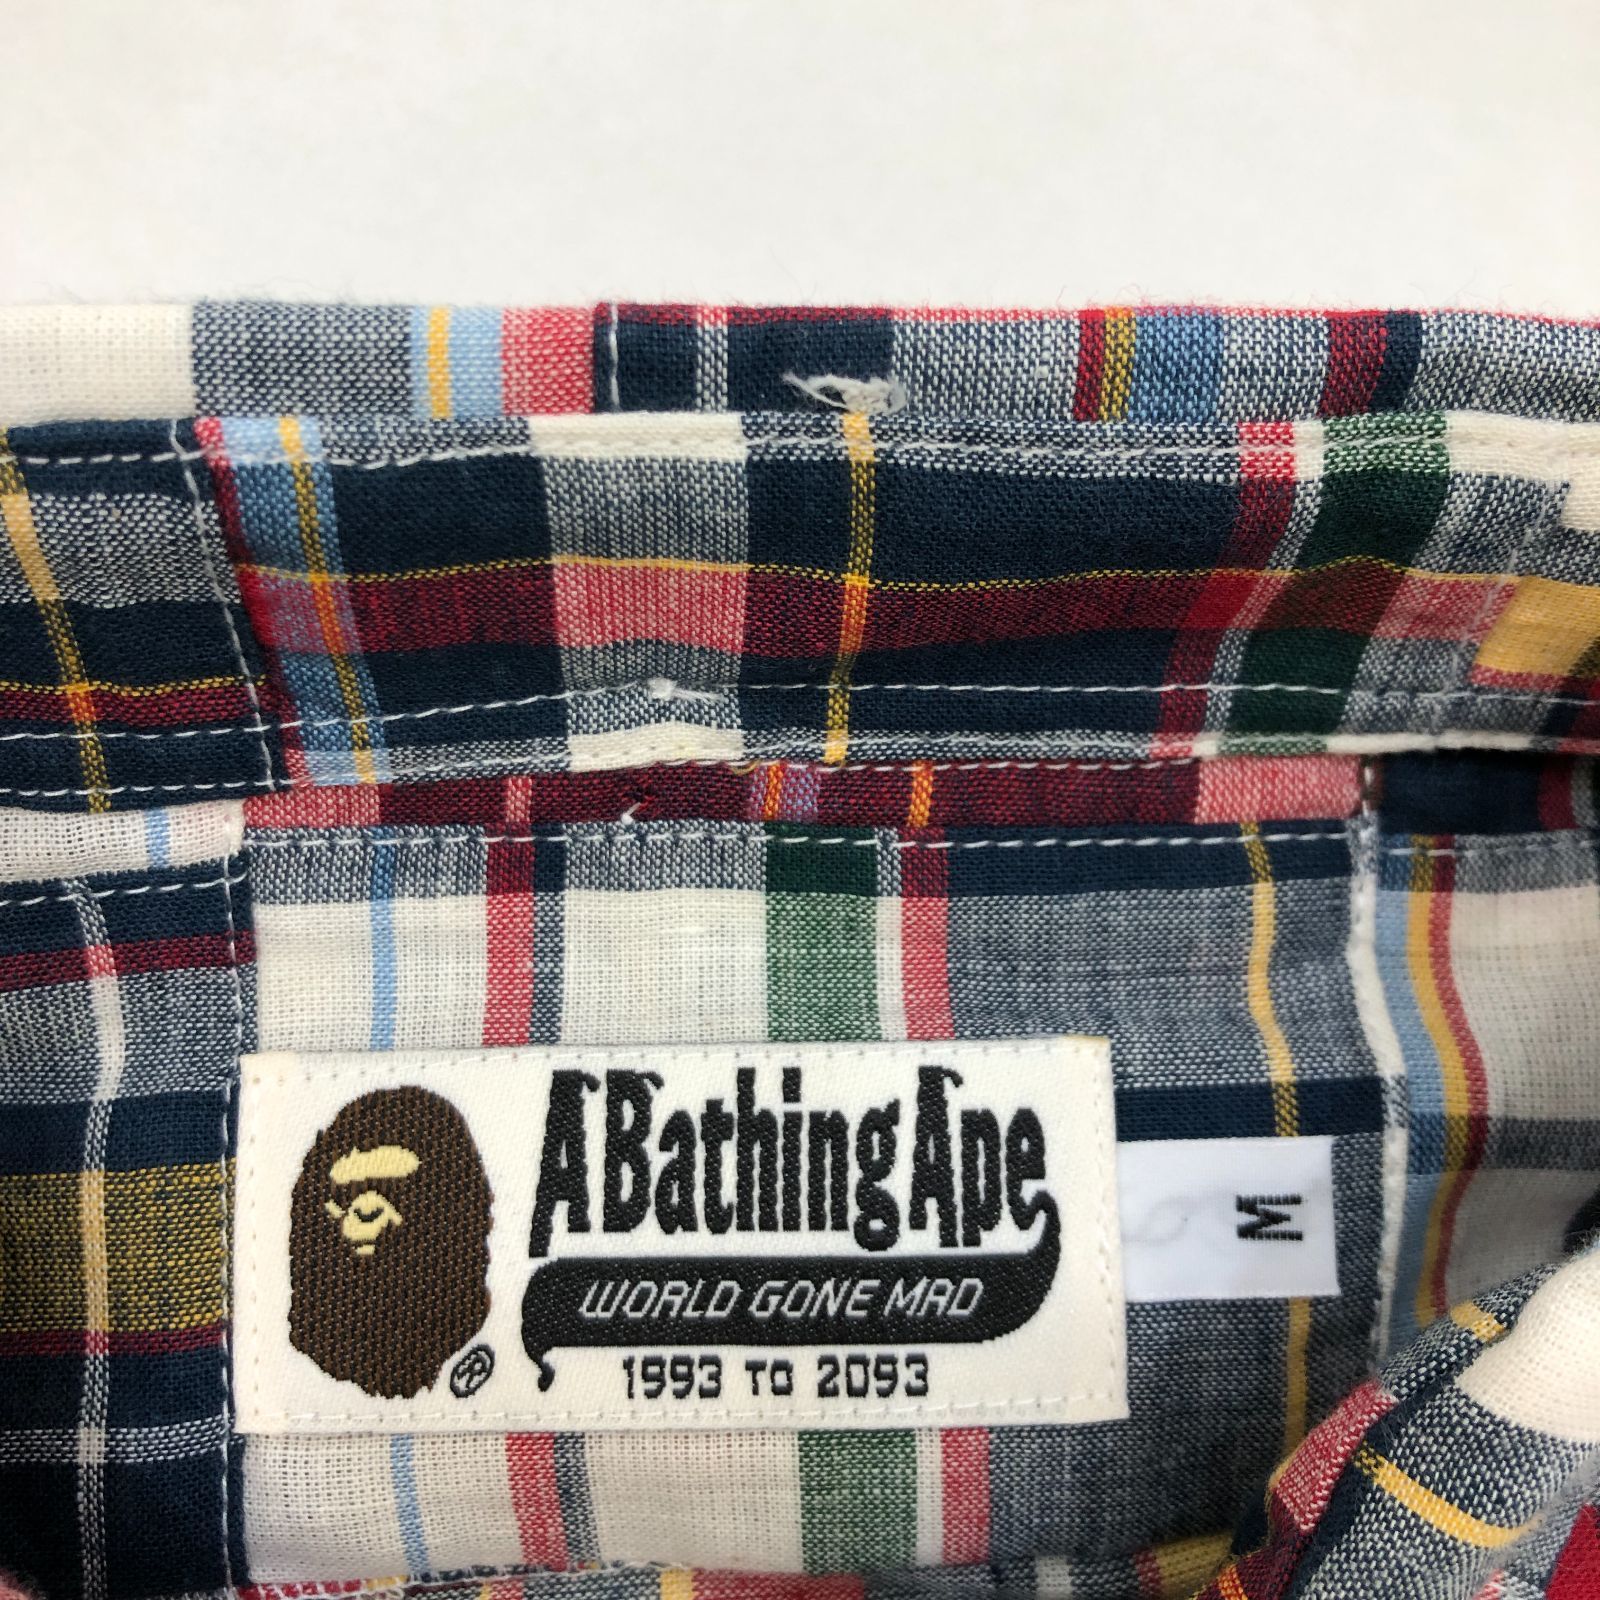 A Bathing Ape
WORLD GONE MAD
1993 TO 2093
®
M